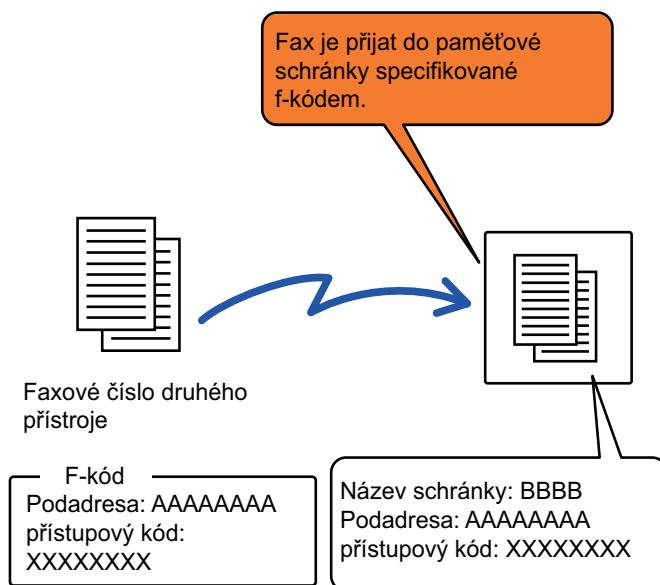 Fax je přijat do paměťové
schránky specifikované
f-kódem.
Faxové číslo druhého
přístroje
F-kód
Podadresa: AAAAAAAA
přístupový kód:
XXXXXXXX
Název schránky: BBBB
Podadresa: AAAAAAAA
přístupový kód: XXXXXXXX